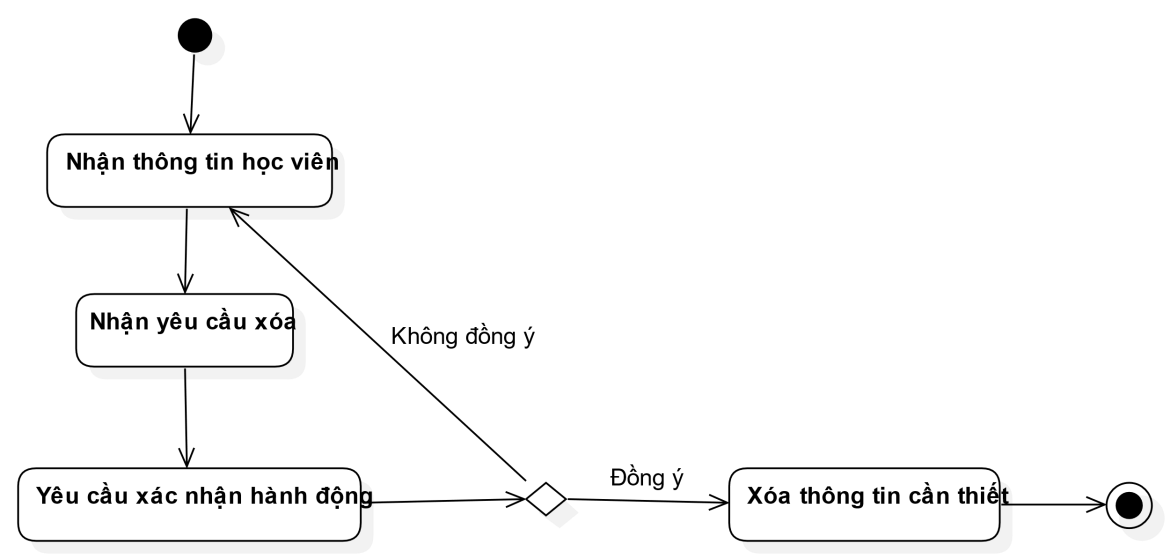 Nhận thông tin học viên
Nhận yêu cầu xóa
Không đồng ý
Yêu cầu xác nhận hành động
Đồng ý
Xóa thông tin cần thiết